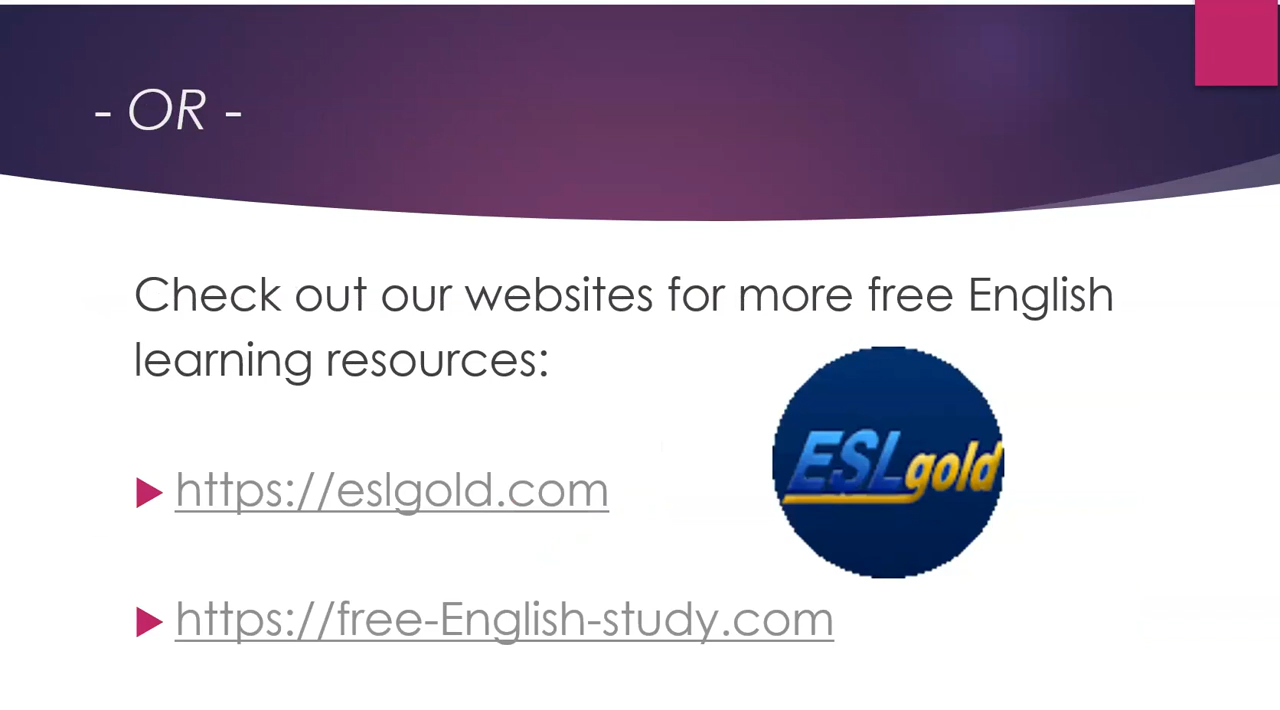 - OR -
Check out our websites for more free English
learning resources:
ESLgold
https://eslgold.com
https://free-English-study.com